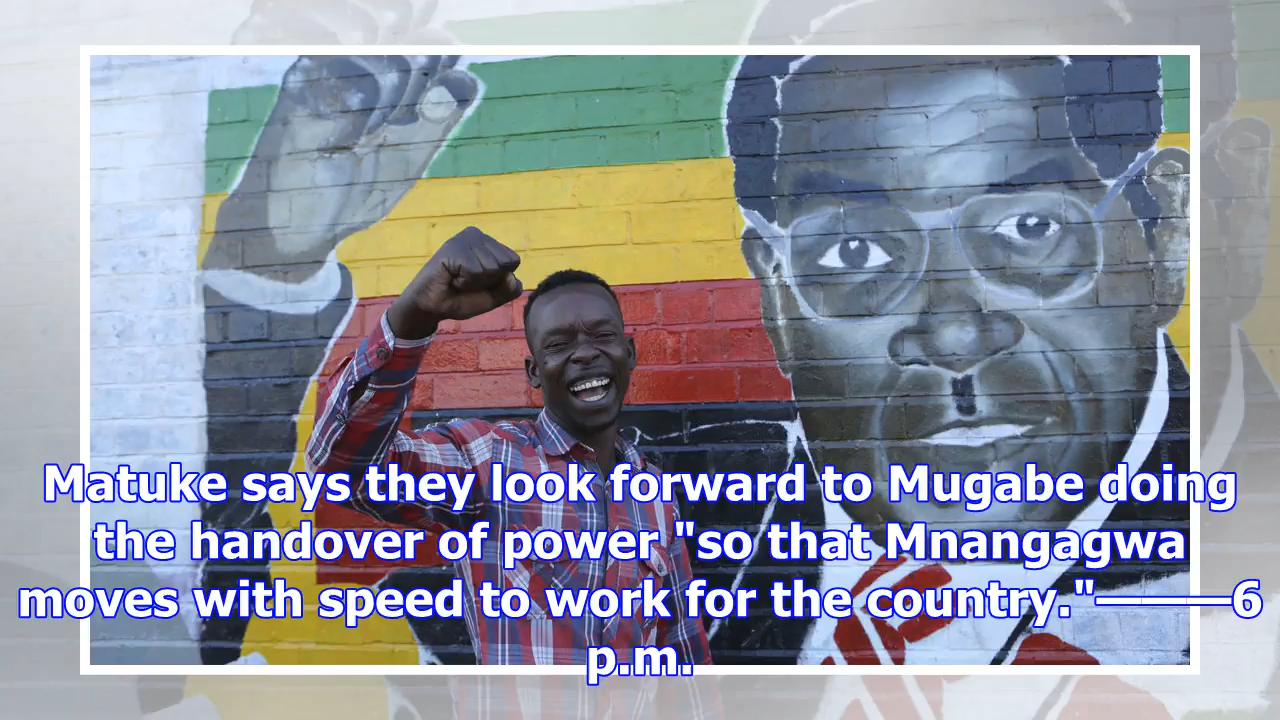 Matuke says they look forward to Mugabe doing
the handover of power "so that Mnangagwa
moves with speed to work for the country."———6
p.m.